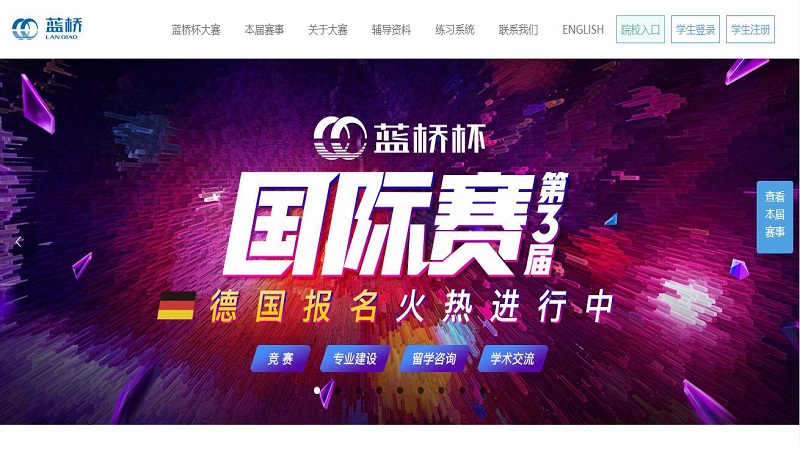 蓝桥
LAN QIAO
蓝桥杯大赛 本届赛事 关于大赛 辅导资料 练习系统 联系我们 ENGLISH 院校入口 学生登录 学生注册
蓝桥杯
国际赛 第3届
德国报名火热进行中
竞赛 专业建设 留学咨询 学术交流
查看
本届
赛事